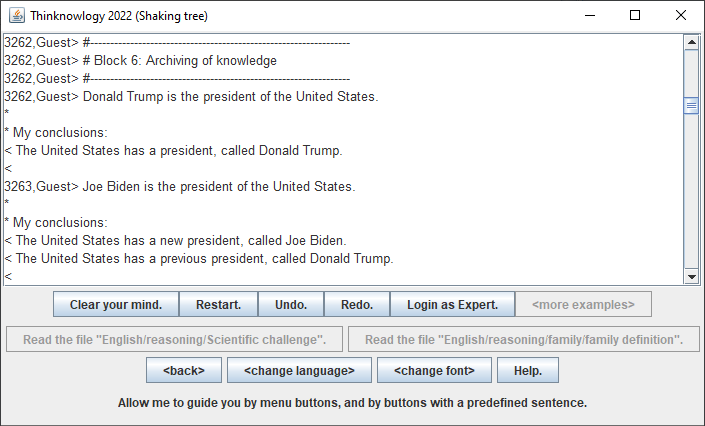 Thinknowlogy 2022 (Shaking tree)
3262,Guest> #----------------------------------------------------------------------
3262,Guest> # Block 6: Archiving of knowledge
3262,Guest> #----------------------------------------------------------------------
3262,Guest> Donald Trump is the president of the United States.
*
* My conclusions:
< The United States has a president, called Donald Trump.
<
3263,Guest> Joe Biden is the president of the United States.
*
* My conclusions:
< The United States has a new president, called Joe Biden.
< The United States has a previous president, called Donald Trump.
<
Clear your mind. Restart. Undo. Redo. Login as Expert. <more examples>
Read the file "English/reasoning/Scientific challenge". Read the file "English/reasoning/family/family definition".
<back> <change language> <change font> Help.
Allow me to guide you by menu buttons, and by buttons with a predefined sentence.